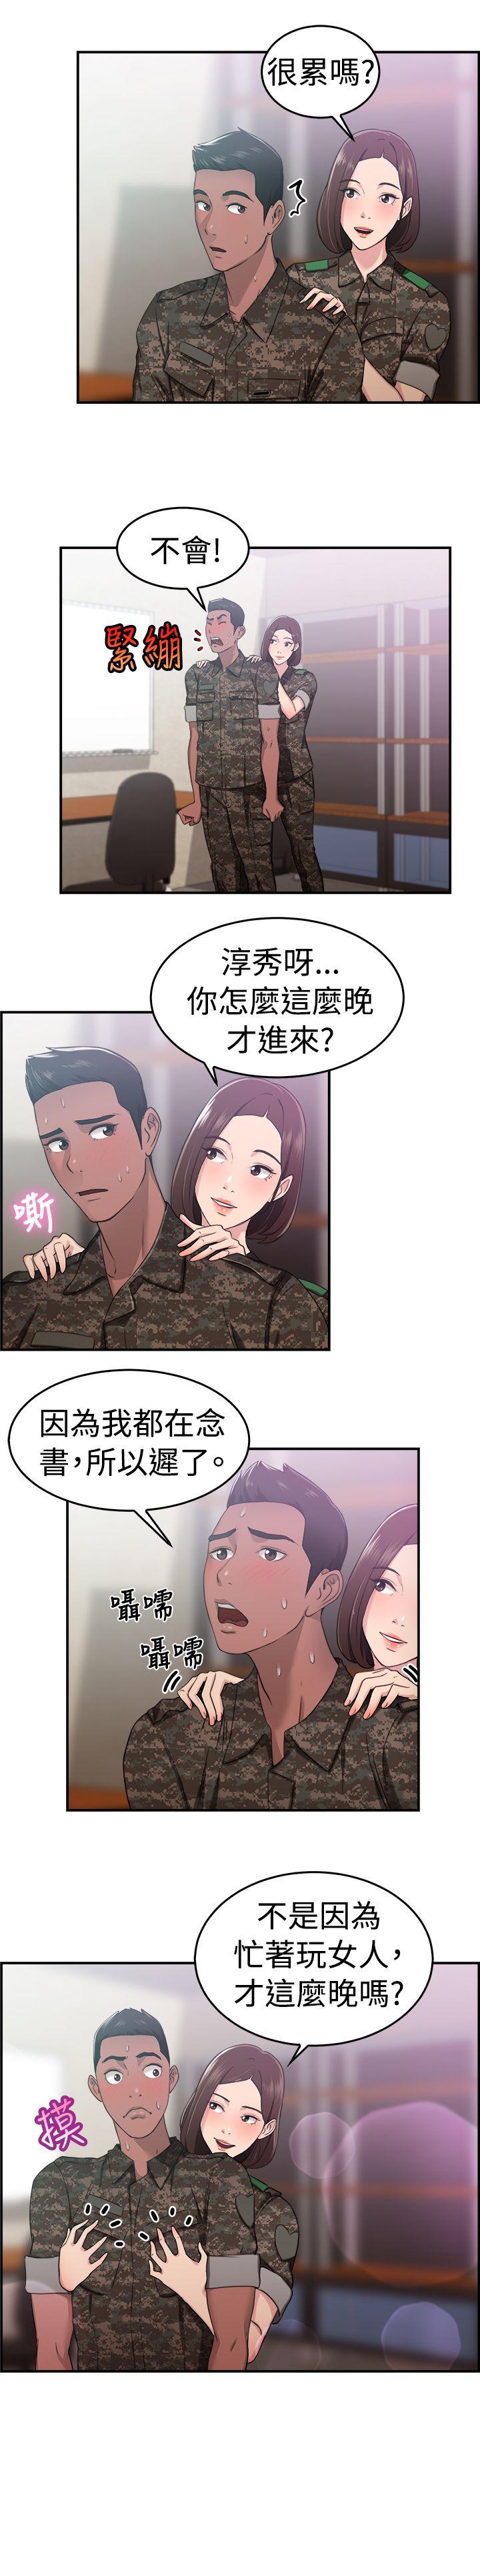 很累嗎?
不會!
緊繃
淳秀呀...
你怎麼這麼晚
才進來?
嘶
因為我都在念
書,所以遲了。
囁嚅
囁嚅
不是因為
忙著玩女人,
才這麼晚嗎?
摸